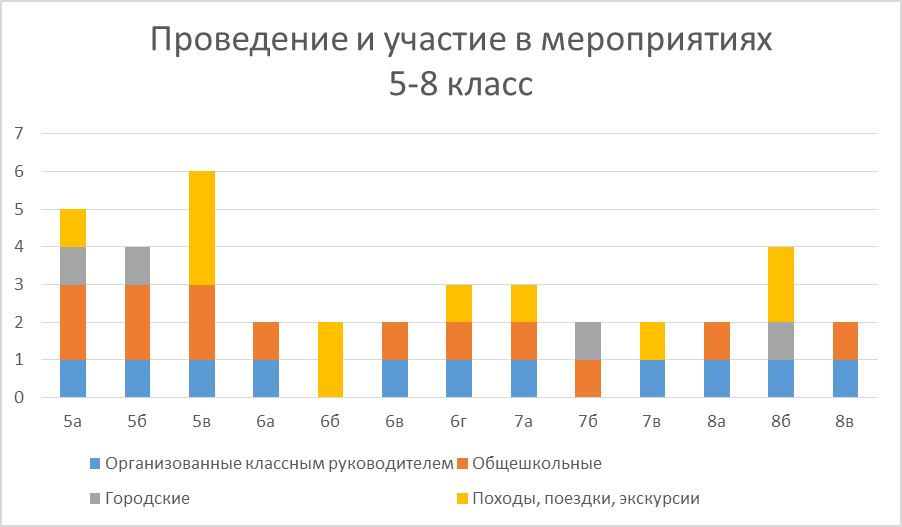 Проведение и участие в мероприятиях
5-8 класс
7
6
5
4
3
2
1
0
5а 5б 5в 6а 6б 6в 6г 7а 7б 7в 8а 8б 8в
Организованные классным руководителем Общешкольные
Городские Походы, поездки, экскурсии